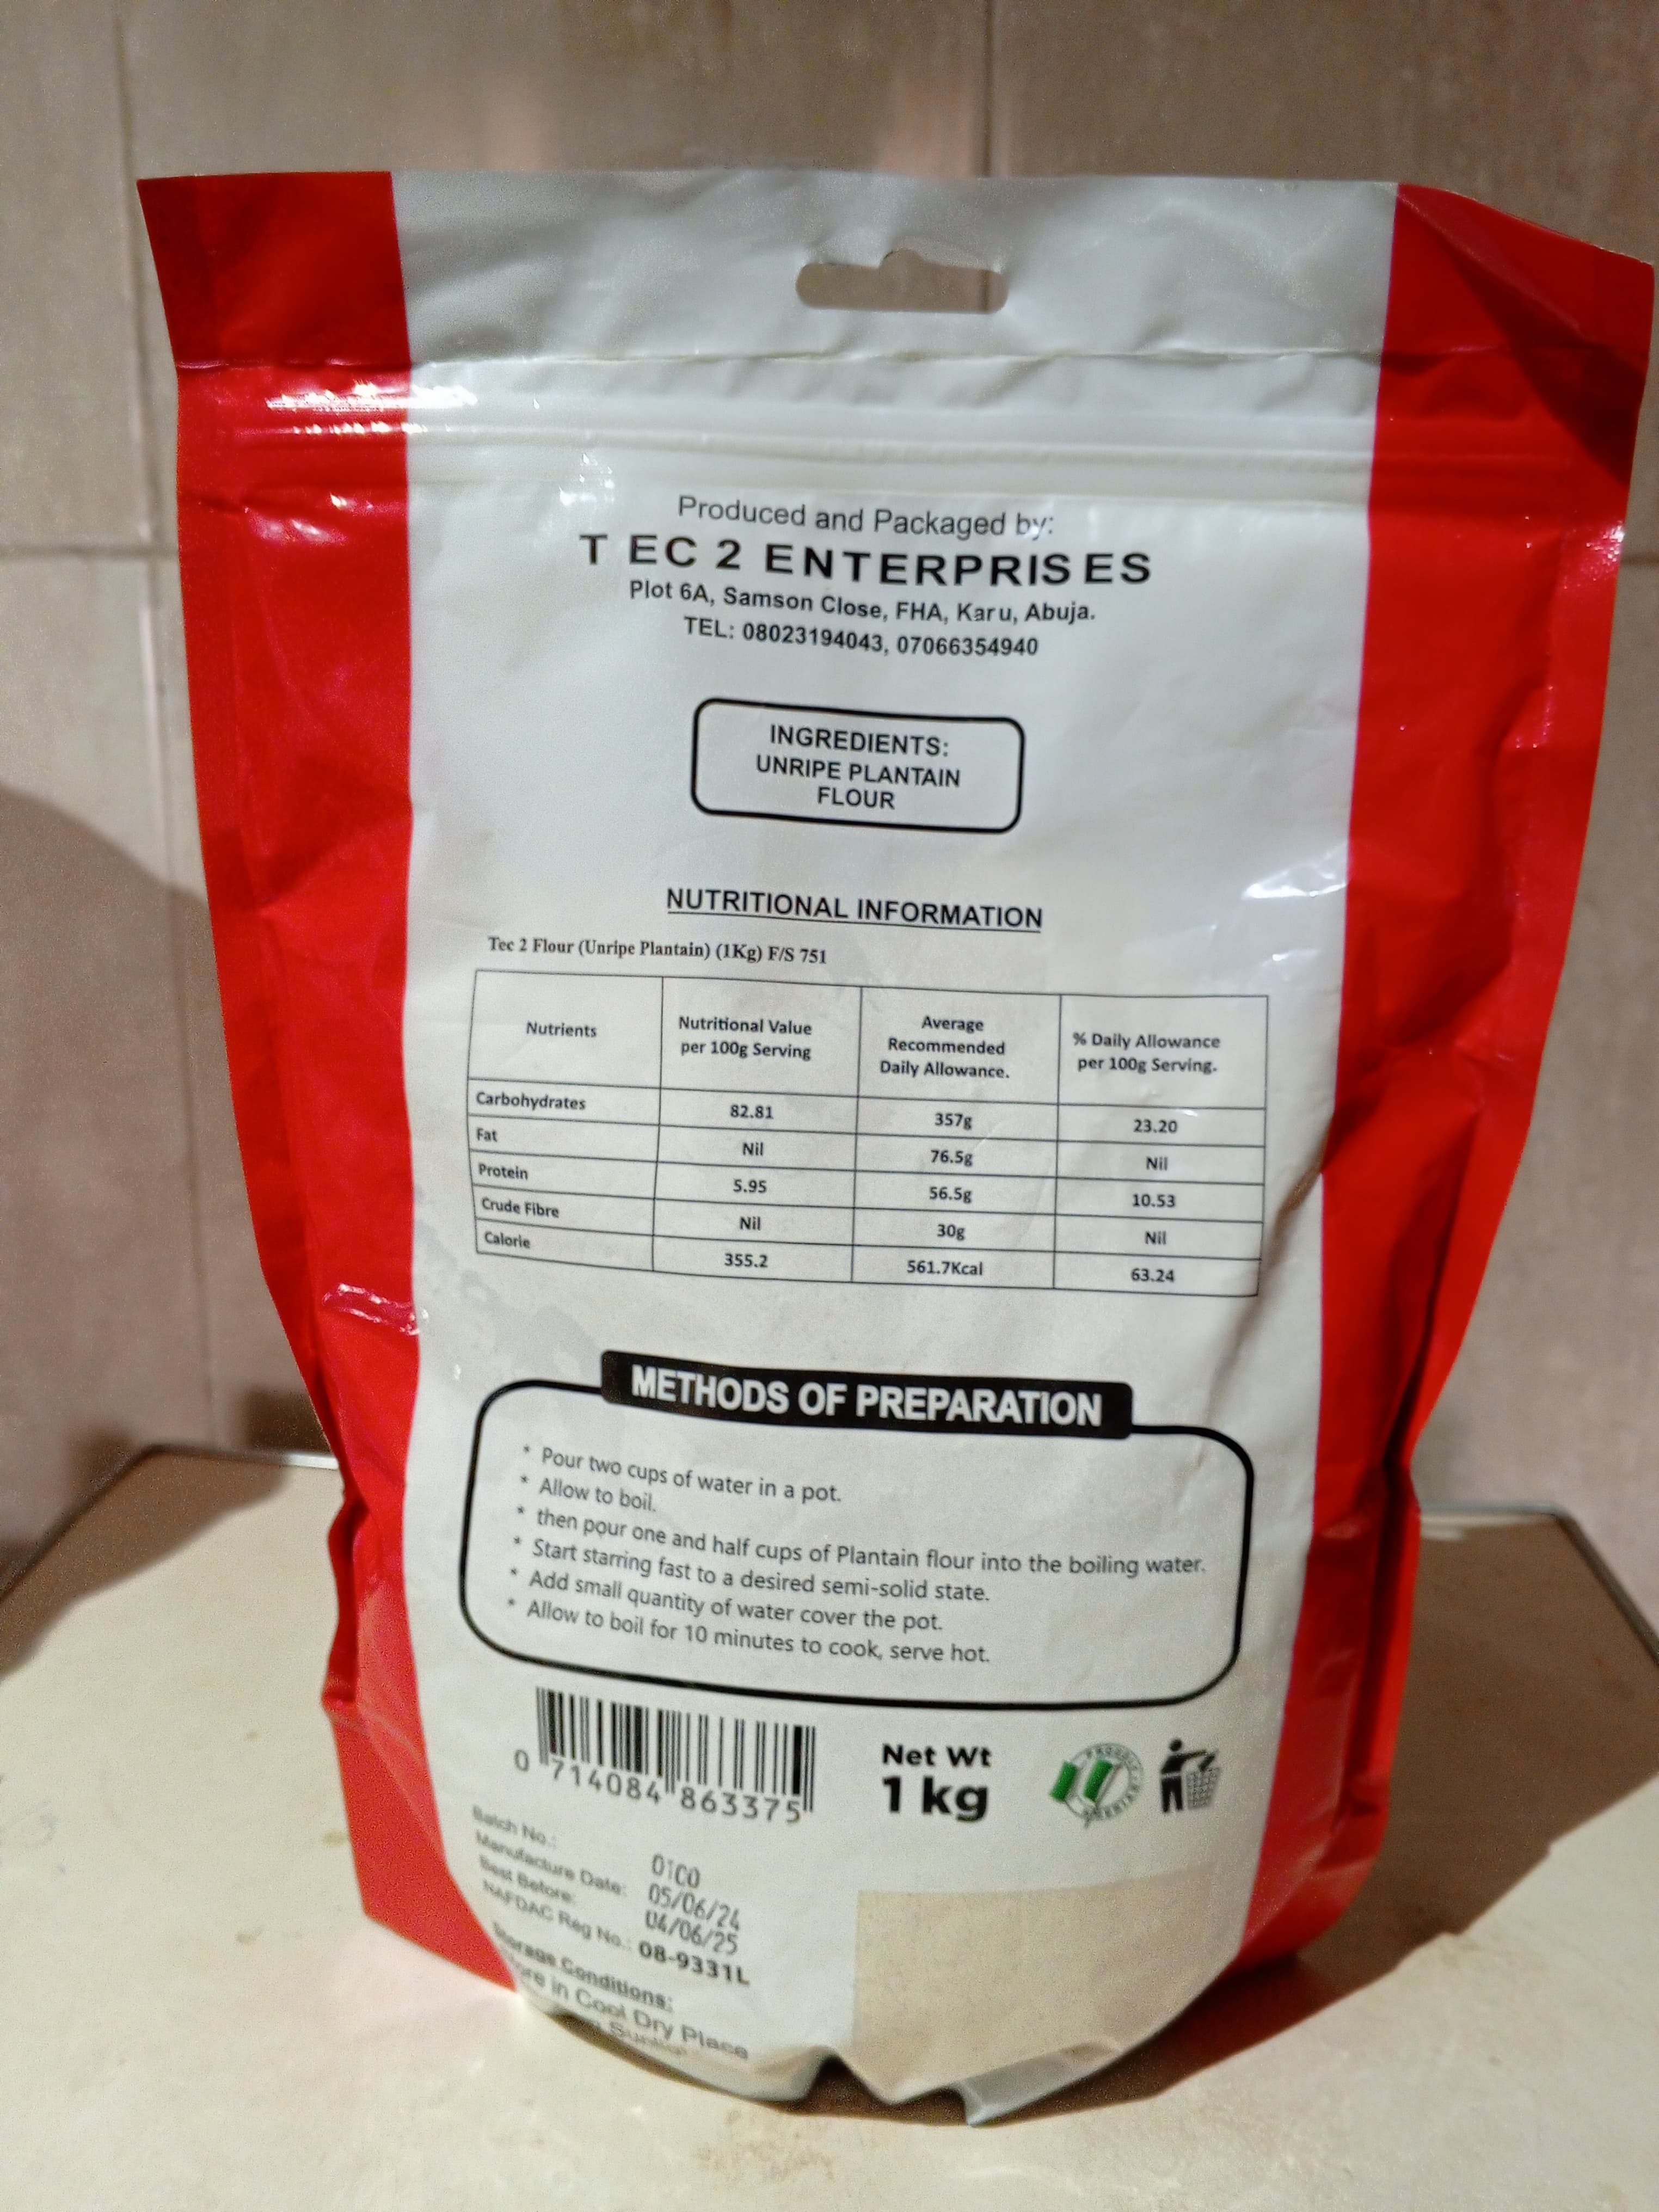 Produced and Packaged by:
T EC 2 ENTERPRISES
Plot 6A, Samson Close, FHA, Karu, Abuja.
TEL: 08023194043, 07066354940
INGREDIENTS:
UNRIPE PLANTAIN
FLOUR
NUTRITIONAL INFORMATION
Tec 2 Flour (Unripe Plantain) (1Kg) F/S 751
Nutrients Nutritional Value per 100g Serving Average Recommended Daily Allowance. % Daily Allowance per 100g Serving.
Carbohydrates 82.81 357g 23.20
Fat Nil 76.5g Nil
Protein 5.95 56.5g 10.53
Crude Fibre Nil 30g Nil
Calorie 355.2 561.7Kcal 63.24
METHODS OF PREPARATION
* Pour two cups of water in a pot.
* Allow to boil.
* then pour one and half cups of Plantain flour into the boiling water.
* Start starring fast to a desired semi-solid state.
* Add small quantity of water cover the pot.
* Allow to boil for 10 minutes to cook, serve hot.
0 714084 863375
Net Wt
1 kg
Batch No.: 01C0
Manufacture Date: 05/06/24
Best Before: 04/06/25
NAFDAC Reg No.: 08-9331L
Storage Conditions:
in Cool Dry Place